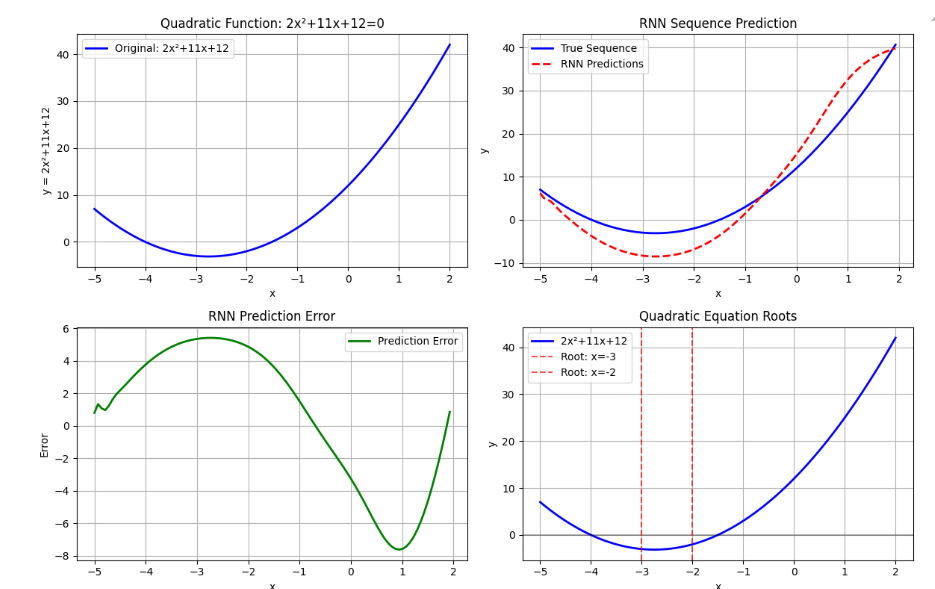 Quadratic Function: 2x²+11x+12=0
Original: 2x²+11x+12
y = 2x²+11x+12
40
30
20
10
0
−5 −4 −3 −2 −1 0 1 2
x
RNN Sequence Prediction
True Sequence
RNN Predictions
y
40
30
20
10
0
−10
−5 −4 −3 −2 −1 0 1 2
x
RNN Prediction Error
Prediction Error
Error
6
4
2
0
−2
−4
−6
−8
−5 −4 −3 −2 −1 0 1 2
x
Quadratic Equation Roots
2x²+11x+12
Root: x=-3
Root: x=-2
y
40
30
20
10
0
−5 −4 −3 −2 −1 0 1 2
x